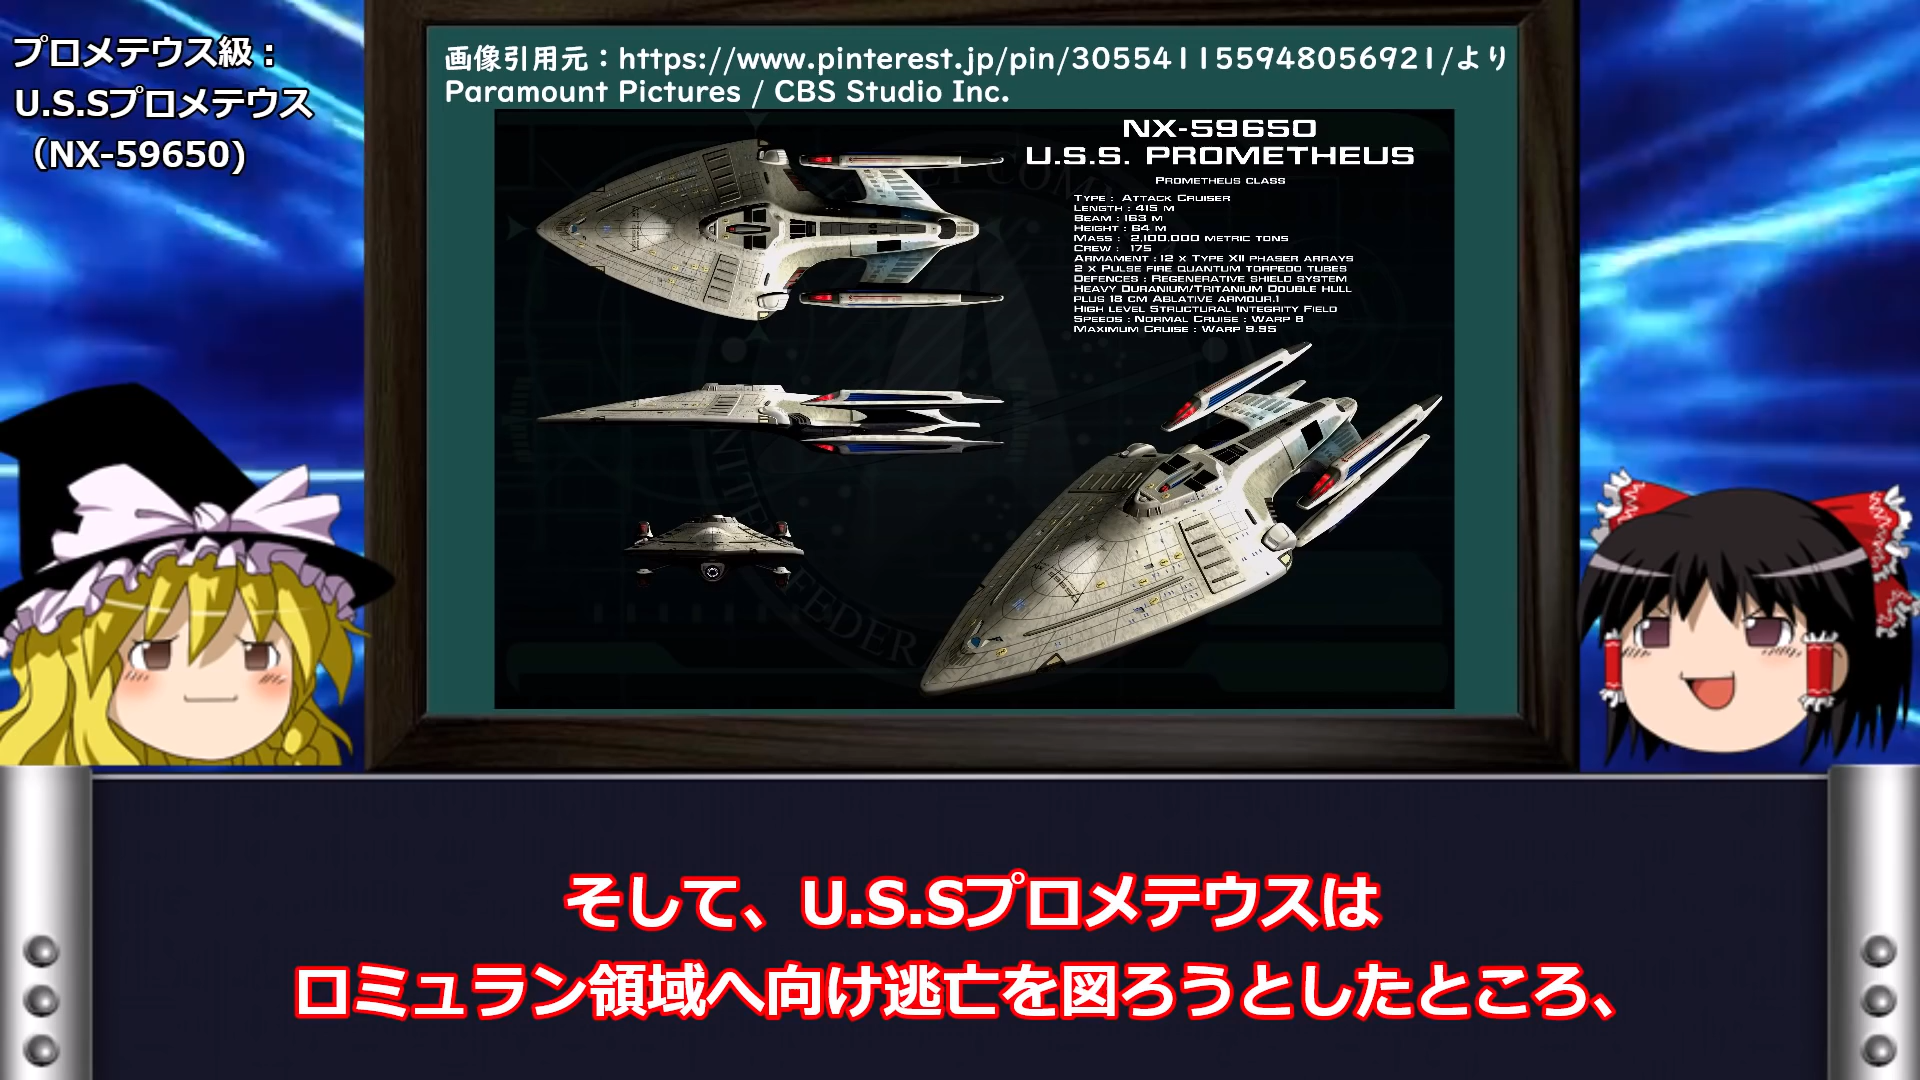 プロメテウス級：
U.S.Sプロメテウス
（NX-59650)
画像引用元：https://www.pinterest.jp/pin/305541155948056921/より
Paramount Pictures / CBS Studio Inc.
NX-59650
U.S.S. PROMETHEUS
PROMETHEUS CLASS
TYPE : ATTACK CRUISER
LENGTH : 415 M
BEAM : 163 M
HEIGHT : 64 M
MASS : 2,100,000 METRIC TONS
CREW : 175
ARMAMENT : 12 X TYPE XII PHASER ARRAYS
2 X PULSE FIRE QUANTUM TORPEDO TUBES
DEFENCES : REGENERATIVE SHIELD SYSTEM
HEAVY DURANIUM/TRITANIUM DOUBLE HULL
PLUS 18 CM ABLATIVE ARMOUR.1
HIGH LEVEL STRUCTURAL INTEGRITY FIELD
SPEEDS : NORMAL CRUISE : WARP 8
MAXIMUM CRUISE : WARP 9.95
そして、U.S.Sプロメテウスは
ロミュラン領域へ向け逃亡を図ろうとしたところ、